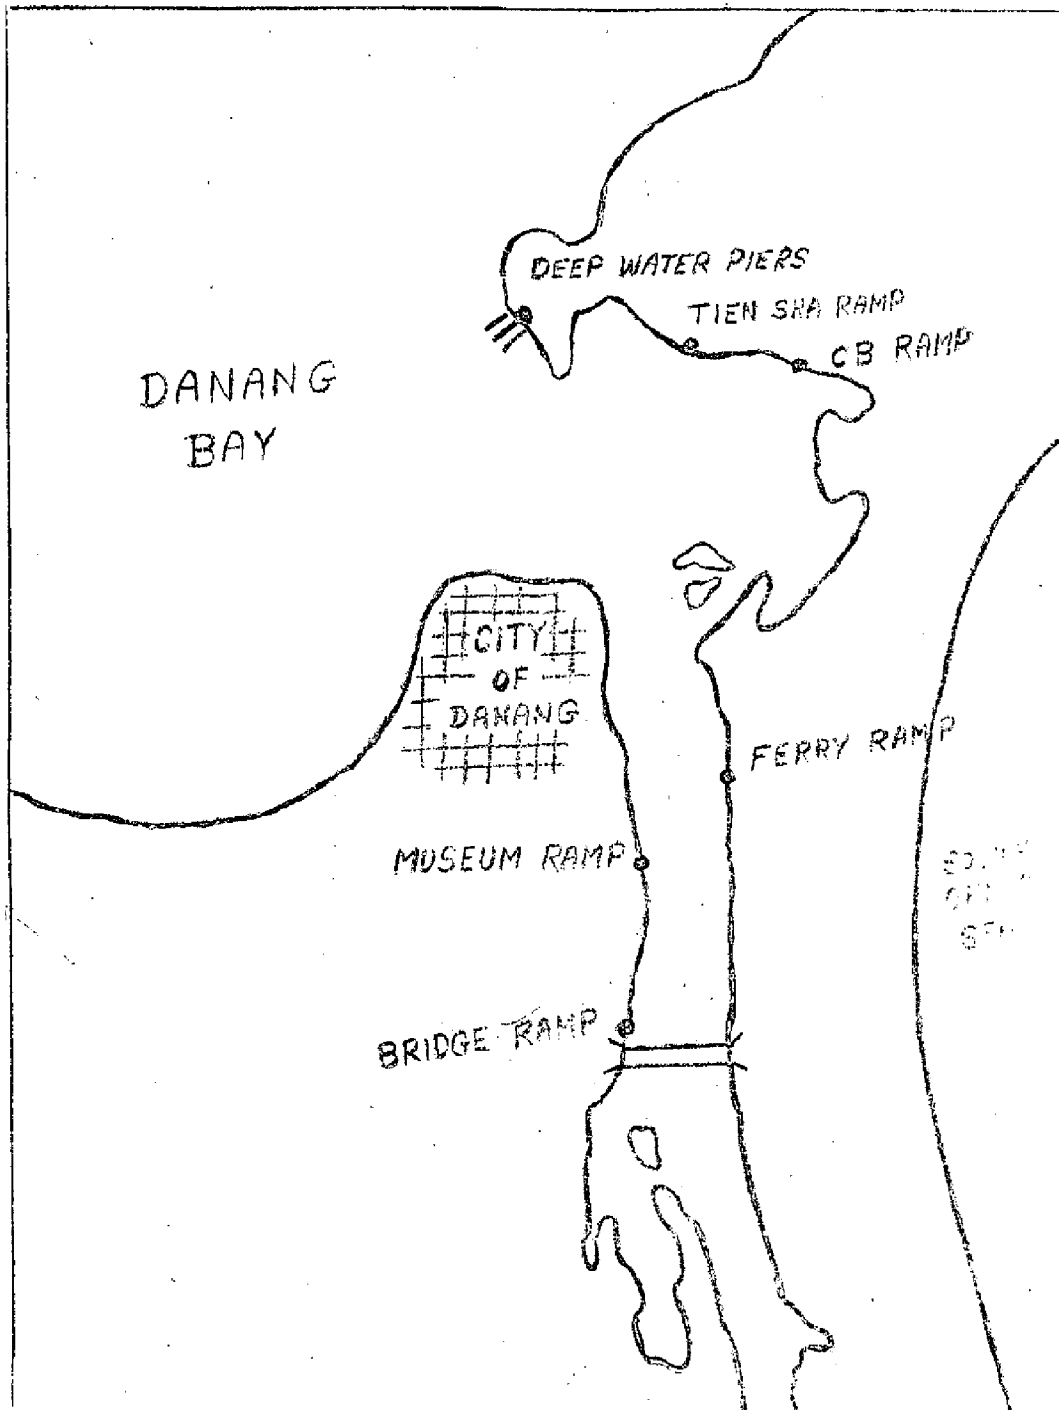 DEEP WATER PIERS
TIEN SHA RAMP
CB RAMP
DANANG
BAY
CITY
OF
DANANG
FERRY RAMP
MUSEUM RAMP
BRIDGE RAMP